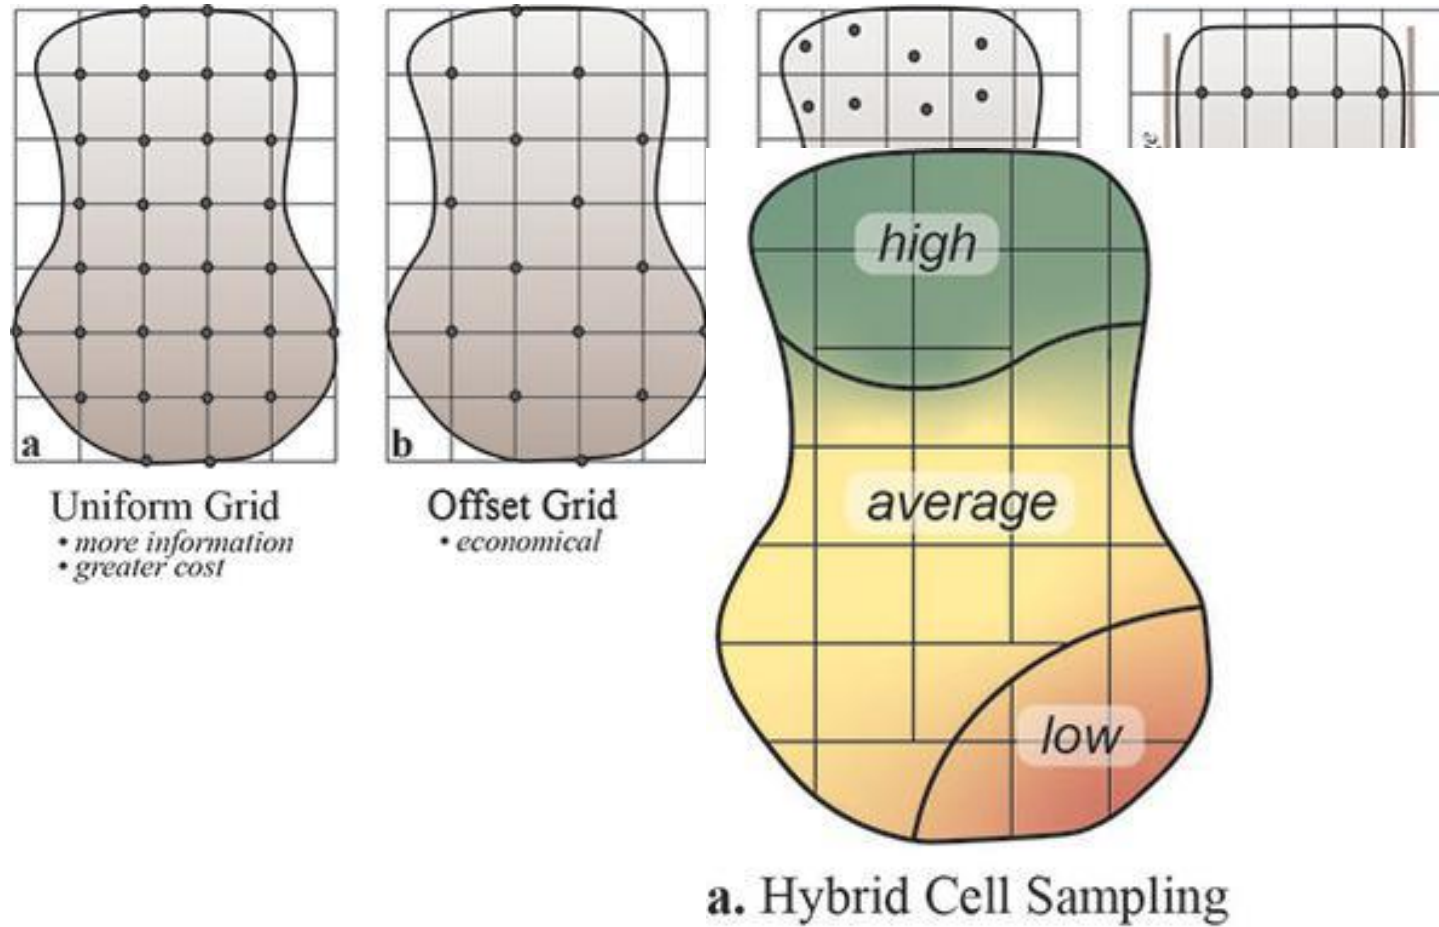 a
b
Uniform Grid
• more information
• greater cost
Offset Grid
• economical
high
average
low
a. Hybrid Cell Sampling